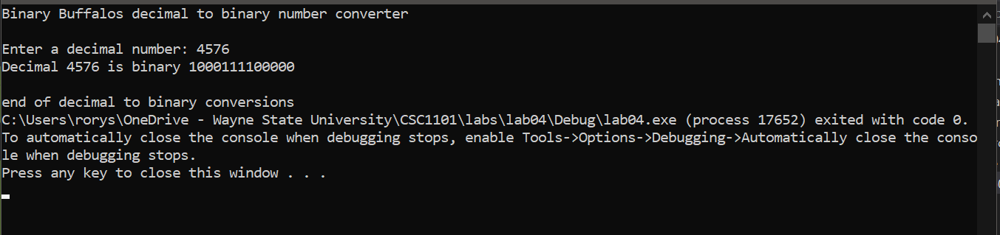 Binary Buffalos decimal to binary number converter
Enter a decimal number: 4576
Decimal 4576 is binary 1000111100000
end of decimal to binary conversions
C:\Users\rorys\OneDrive - Wayne State University\CSC1101\labs\lab04\Debug\lab04.exe (process 17652) exited with code 0.
To automatically close the console when debugging stops, enable Tools->Options->Debugging->Automatically close the conso
le when debugging stops.
Press any key to close this window . . .